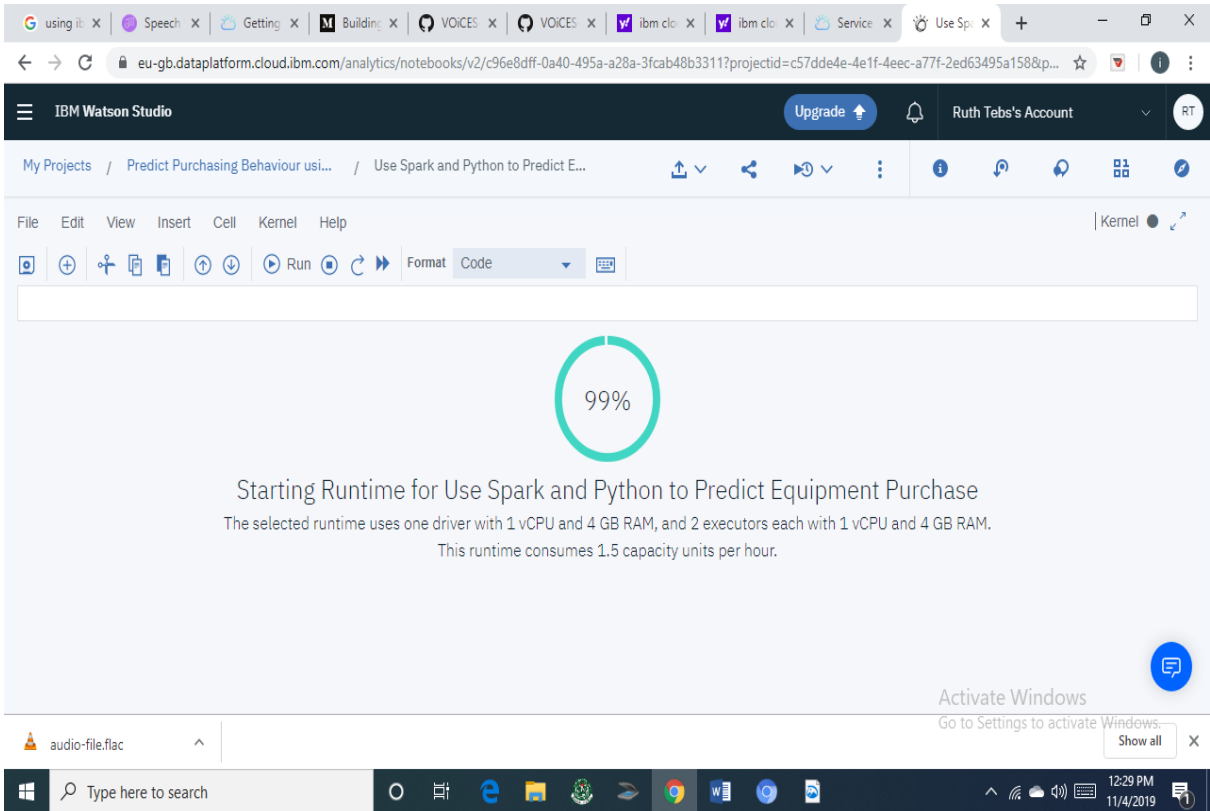 using ib
Speech
Getting
Building
VOiCES
VOiCES
ibm clo
ibm clo
Service
Use Spa
eu-gb.dataplatform.cloud.ibm.com/analytics/notebooks/v2/c96e8dff-0a40-495a-a28a-3fcab48b3311?projectid=c57dde4e-4e1f-4eec-a77f-2ed63495a158&p...
IBM Watson Studio
Upgrade
Ruth Tebs's Account
RT
My Projects / Predict Purchasing Behaviour usi... / Use Spark and Python to Predict E...
File Edit View Insert Cell Kernel Help
| Kernel
Run
Format Code
99%
Starting Runtime for Use Spark and Python to Predict Equipment Purchase
The selected runtime uses one driver with 1 vCPU and 4 GB RAM, and 2 executors each with 1 vCPU and 4 GB RAM.
This runtime consumes 1.5 capacity units per hour.
Activate Windows
Go to Settings to activate Windows.
audio-file.flac
Show all
Type here to search
12:29 PM
11/4/2019